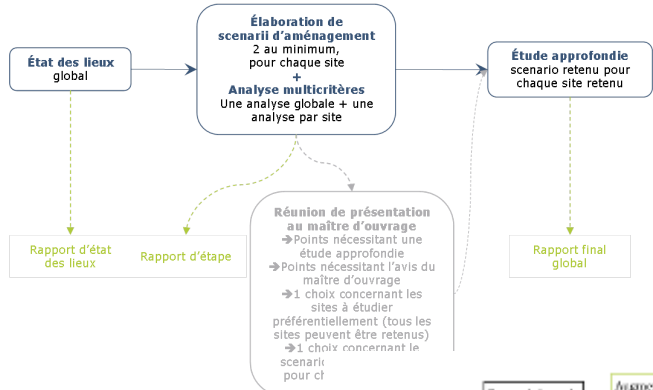 État des lieux
global
Élaboration de
scenarii d'aménagement
2 au minimum,
pour chaque site
+
Analyse multicritères
Une analyse globale + une
analyse par site
Étude approfondie
scenario retenu pour
chaque site retenu
Réunion de présentation
au maître d'ouvrage
➔Points nécessitant une
étude approfondie
➔Points nécessitant l'avis du
maître d'ouvrage
➔1 choix concernant les
sites à étudier
préférentiellement (tous les
sites peuvent être retenus)
➔1 choix concernant le
pour
Rapport d'état
des lieux
Rapport d'étape
Rapport final
global